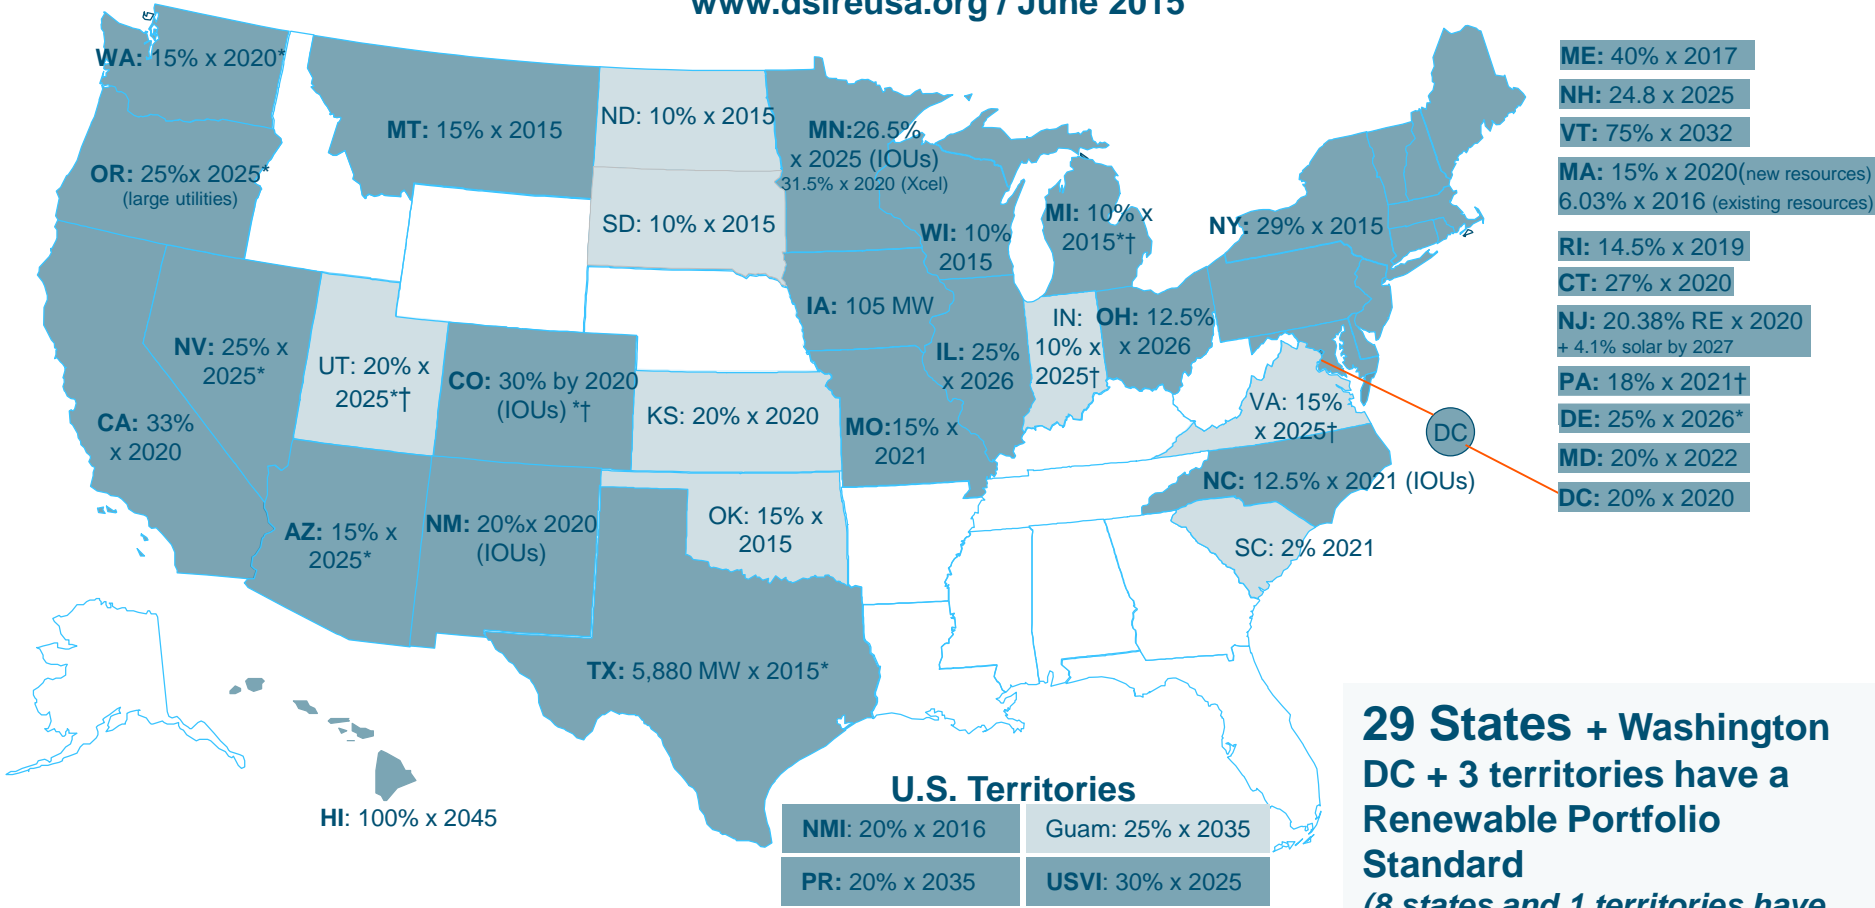 www.dsireusa.org / June 2015
WA: 15% x 2020*
MT: 15% x 2015
ND: 10% x 2015
MN:26.5%
x 2025 (IOUs)
31.5% x 2020 (Xcel)
OR: 25%x 2025*
(large utilities)
SD: 10% x 2015
WI: 10%
2015
MI: 10% x
2015*†
NY: 29% x 2015
IA: 105 MW
NV: 25% x
2025*
UT: 20% x
2025*†
CO: 30% by 2020
(IOUs) *†
IL: 25%
x 2026
IN:
10% x
2025†
OH: 12.5%
x 2026
CA: 33%
x 2020
KS: 20% x 2020
MO:15% x
2021
VA: 15%
x 2025†
DC
AZ: 15% x
2025*
NM: 20%x 2020
(IOUs)
OK: 15% x
2015
NC: 12.5% x 2021 (IOUs)
SC: 2% 2021
TX: 5,880 MW x 2015*
HI: 100% x 2045
ME: 40% x 2017
NH: 24.8 x 2025
VT: 75% x 2032
MA: 15% x 2020(new resources)
6.03% x 2016 (existing resources)
RI: 14.5% x 2019
CT: 27% x 2020
NJ: 20.38% RE x 2020
+ 4.1% solar by 2027
PA: 18% x 2021†
DE: 25% x 2026*
MD: 20% x 2022
DC: 20% x 2020
U.S. Territories
NMI: 20% x 2016
Guam: 25% x 2035
PR: 20% x 2035
USVI: 30% x 2025
29 States + Washington
DC + 3 territories have a
Renewable Portfolio
Standard
(8 states and 1 territories have